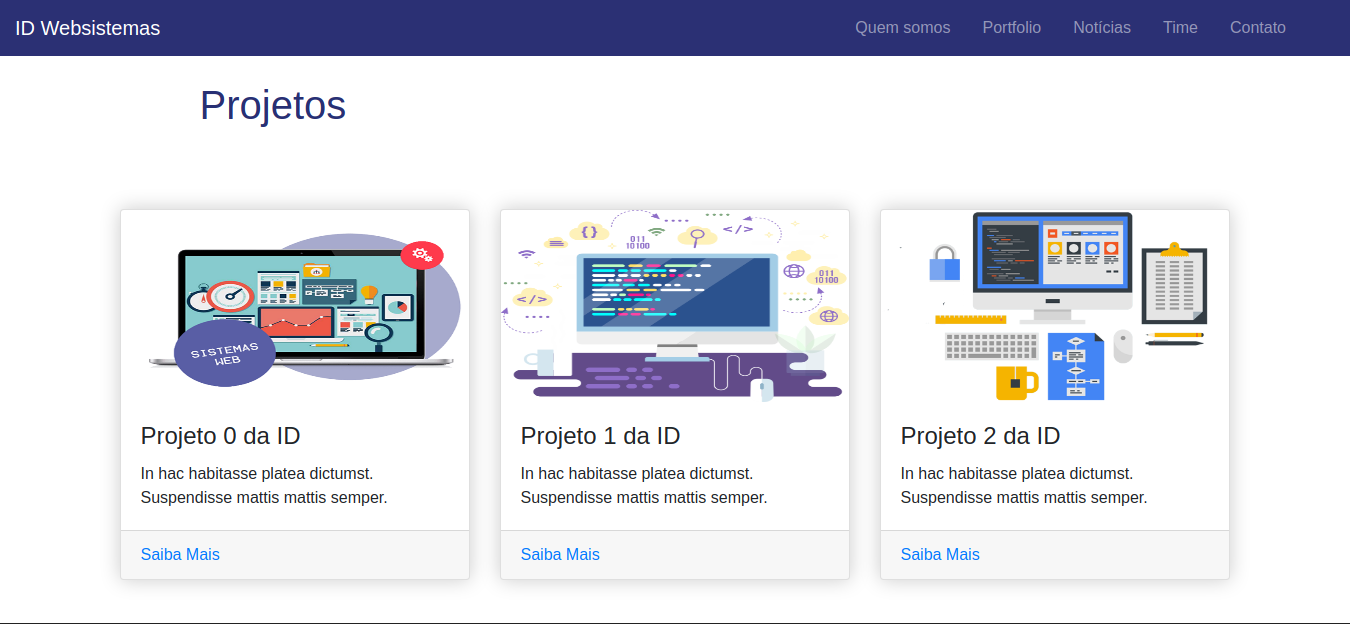 ID Websistemas
Quem somos
Portfolio
Notícias
Time
Contato
Projetos
SISTEMAS
WEB
{}
011
10100
</>
011
10100
</>
Projeto 0 da ID
In hac habitasse platea dictumst.
Suspendisse mattis mattis semper.
Saiba Mais
Projeto 1 da ID
In hac habitasse platea dictumst.
Suspendisse mattis mattis semper.
Saiba Mais
Projeto 2 da ID
In hac habitasse platea dictumst.
Suspendisse mattis mattis semper.
Saiba Mais